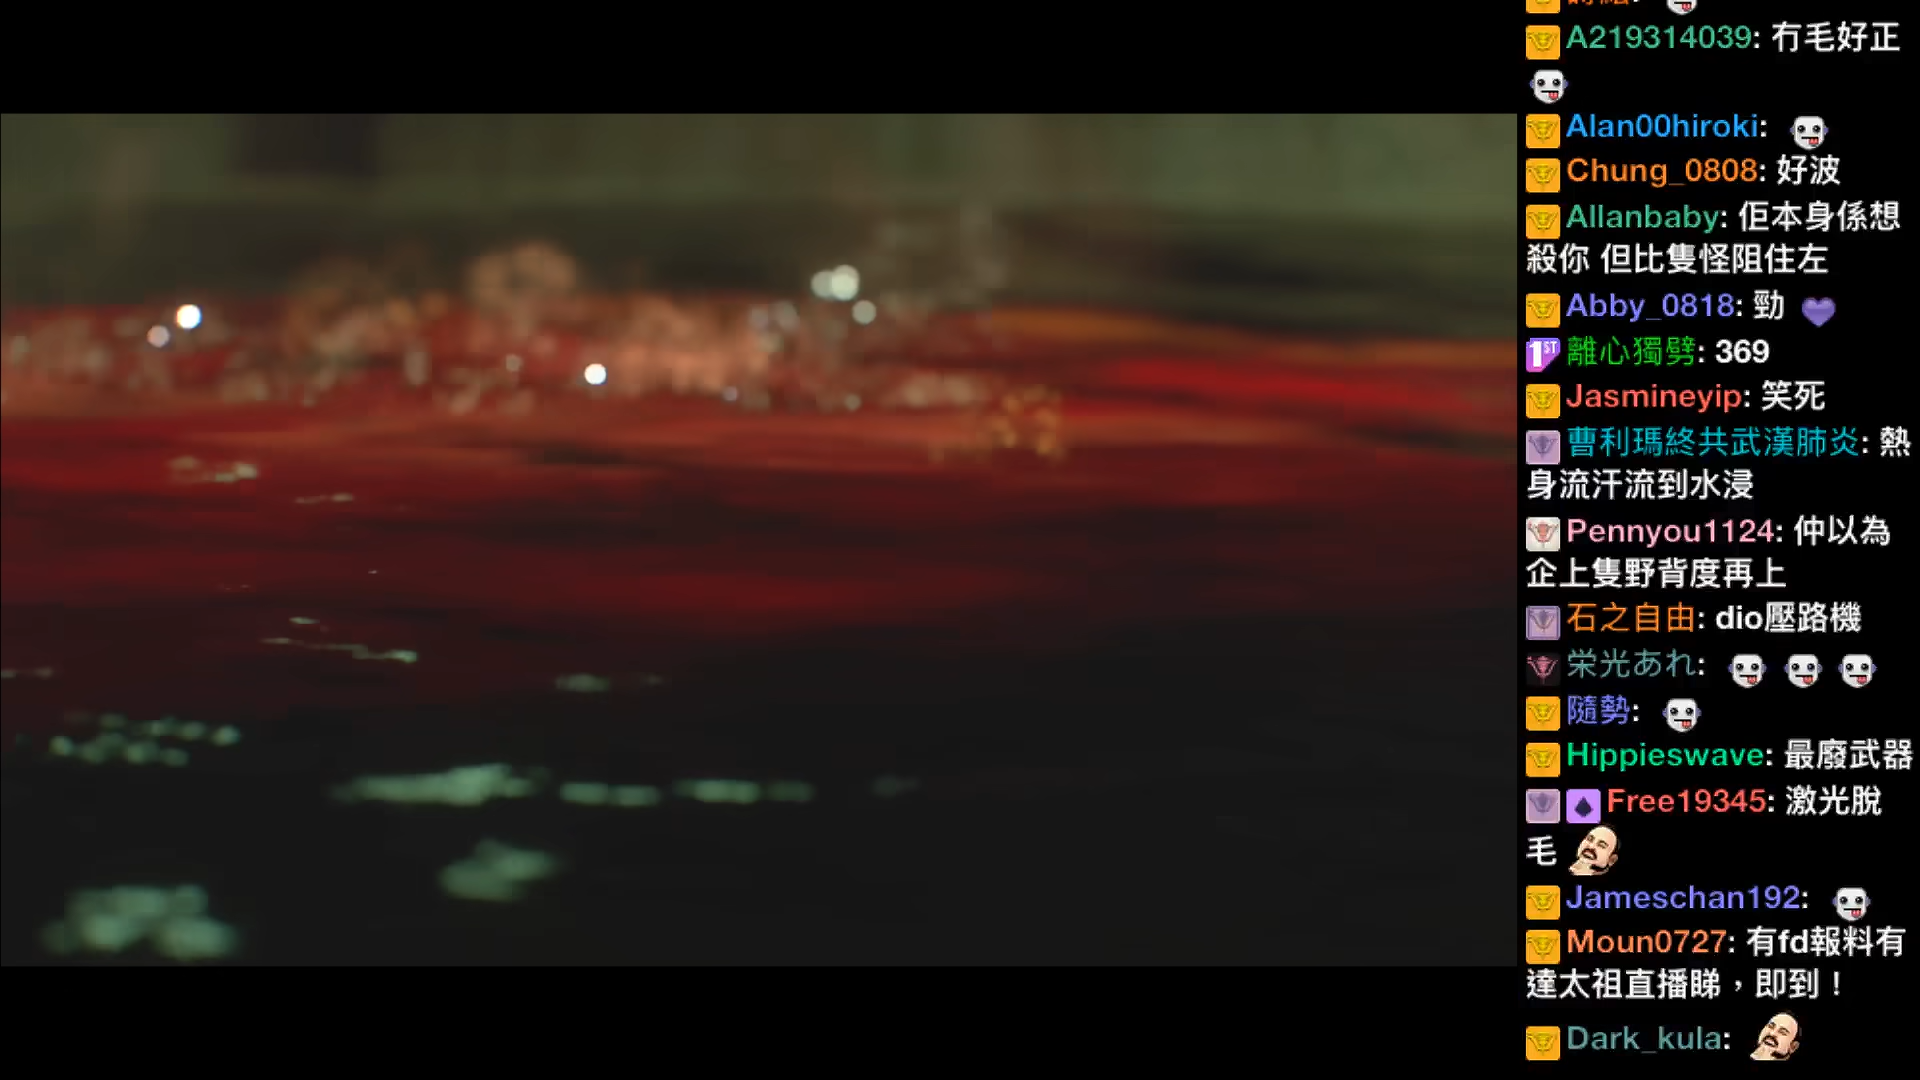 A219314039: 冇毛好正
Alan00hiroki:
Chung_0808: 好波
Allanbaby: 佢本身係想
殺你 但比隻怪阻住左
Abby_0818: 勁
1ST 離心獨劈: 369
Jasmineyip: 笑死
曹利瑪終共武漢肺炎: 熱
身流汗流到水浸
Pennyou1124: 仲以為
企上隻野背度再上
石之自由: dio壓路機
栄光あれ:
隨勢:
Hippieswave: 最廢武器
Free19345: 激光脫
毛
Jameschan192:
Moun0727: 有fd報料有
達太祖直播睇，即到！
Dark_kula: